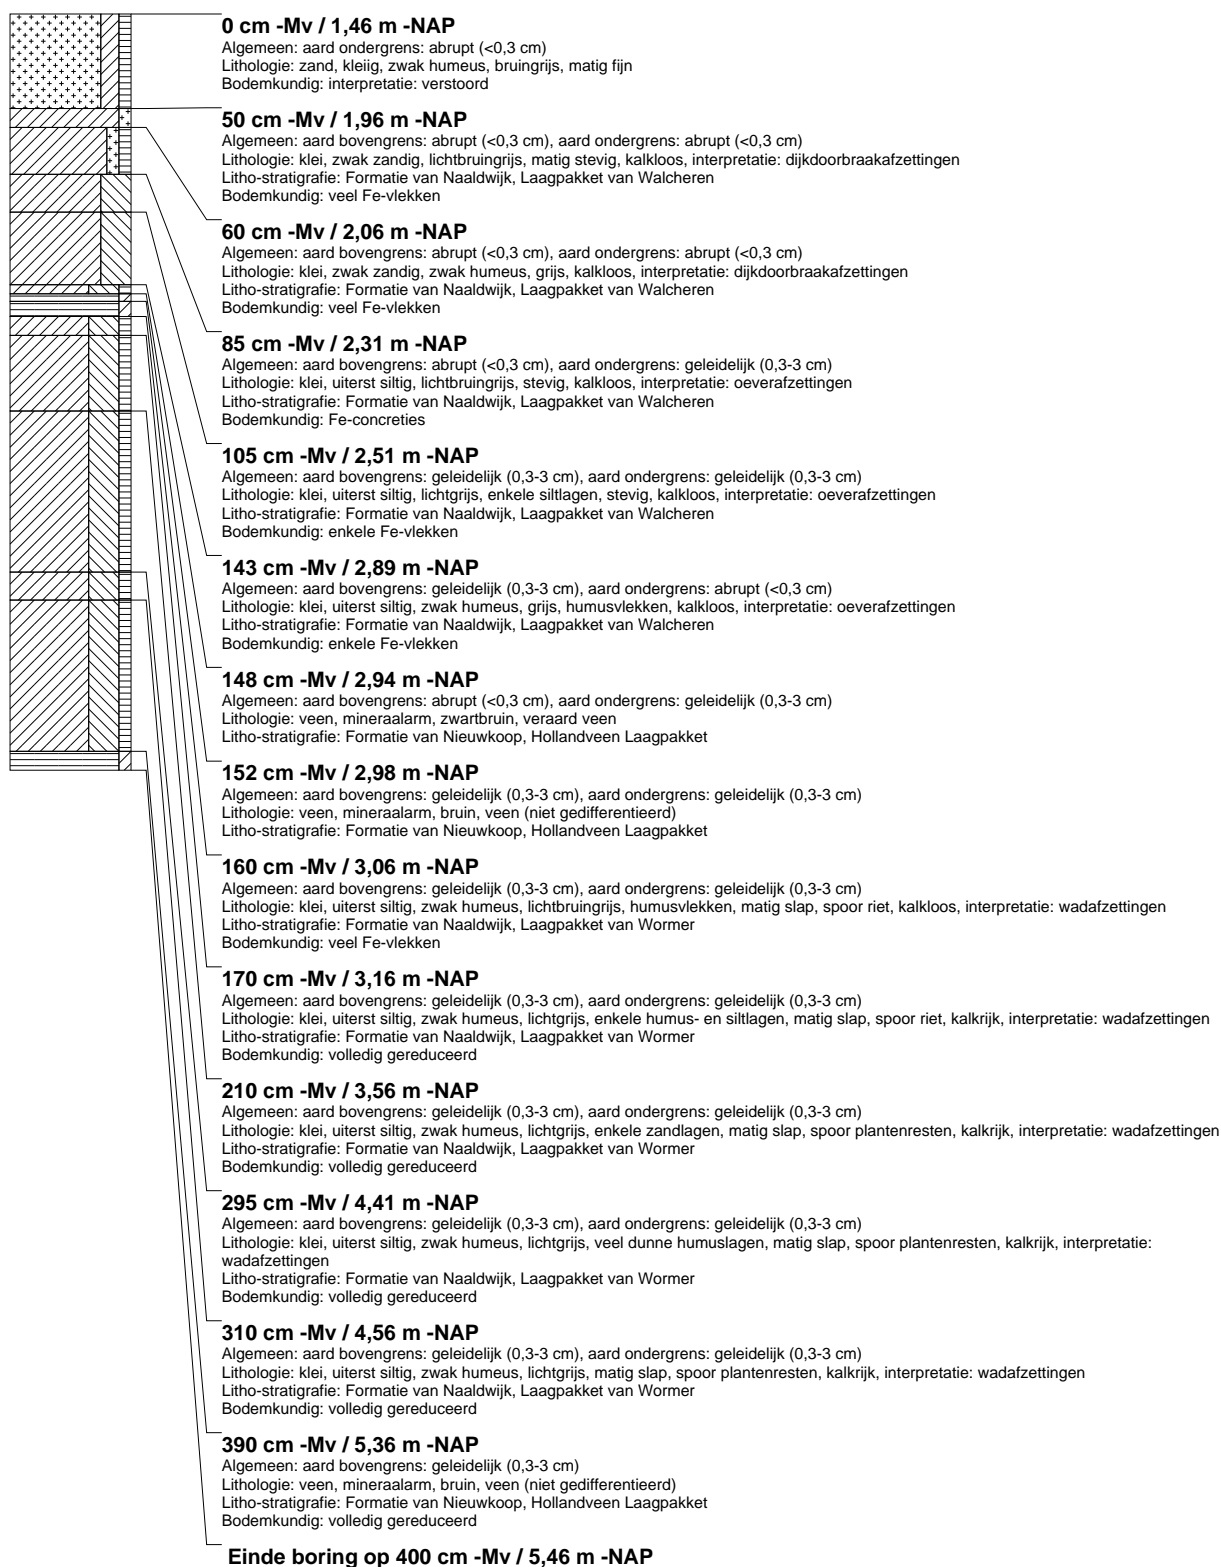 0 cm -Mv / 1,46 m -NAP
Algemeen: aard ondergrens: abrupt (<0,3 cm)
Lithologie: zand, kleiig, zwak humeus, bruingrijs, matig fijn
Bodemkundig: interpretatie: verstoord
50 cm -Mv / 1,96 m -NAP
Algemeen: aard bovengrens: abrupt (<0,3 cm), aard ondergrens: abrupt (<0,3 cm)
Lithologie: klei, zwak zandig, lichtbruingrijs, matig stevig, kalkloos, interpretatie: dijkdoorbraakafzettingen
Litho-stratigrafie: Formatie van Naaldwijk, Laagpakket van Walcheren
Bodemkundig: veel Fe-vlekken
60 cm -Mv / 2,06 m -NAP
Algemeen: aard bovengrens: abrupt (<0,3 cm), aard ondergrens: abrupt (<0,3 cm)
Lithologie: klei, zwak zandig, zwak humeus, grijs, kalkloos, interpretatie: dijkdoorbraakafzettingen
Litho-stratigrafie: Formatie van Naaldwijk, Laagpakket van Walcheren
Bodemkundig: veel Fe-vlekken
85 cm -Mv / 2,31 m -NAP
Algemeen: aard bovengrens: abrupt (<0,3 cm), aard ondergrens: geleidelijk (0,3-3 cm)
Lithologie: klei, uiterst siltig, lichtbruingrijs, stevig, kalkloos, interpretatie: oeverafzettingen
Litho-stratigrafie: Formatie van Naaldwijk, Laagpakket van Walcheren
Bodemkundig: Fe-concreties
105 cm -Mv / 2,51 m -NAP
Algemeen: aard bovengrens: geleidelijk (0,3-3 cm), aard ondergrens: geleidelijk (0,3-3 cm)
Lithologie: klei, uiterst siltig, lichtgrijs, enkele siltlagen, stevig, kalkloos, interpretatie: oeverafzettingen
Litho-stratigrafie: Formatie van Naaldwijk, Laagpakket van Walcheren
Bodemkundig: enkele Fe-vlekken
143 cm -Mv / 2,89 m -NAP
Algemeen: aard bovengrens: geleidelijk (0,3-3 cm), aard ondergrens: abrupt (<0,3 cm)
Lithologie: klei, uiterst siltig, zwak humeus, grijs, humusvlekken, kalkloos, interpretatie: oeverafzettingen
Litho-stratigrafie: Formatie van Naaldwijk, Laagpakket van Walcheren
Bodemkundig: enkele Fe-vlekken
148 cm -Mv / 2,94 m -NAP
Algemeen: aard bovengrens: abrupt (<0,3 cm), aard ondergrens: geleidelijk (0,3-3 cm)
Lithologie: veen, mineraalarm, zwartbruin, veraard veen
Litho-stratigrafie: Formatie van Nieuwkoop, Hollandveen Laagpakket
152 cm -Mv / 2,98 m -NAP
Algemeen: aard bovengrens: geleidelijk (0,3-3 cm), aard ondergrens: geleidelijk (0,3-3 cm)
Lithologie: veen, mineraalarm, bruin, veen (niet gedifferentieerd)
Litho-stratigrafie: Formatie van Nieuwkoop, Hollandveen Laagpakket
160 cm -Mv / 3,06 m -NAP
Algemeen: aard bovengrens: geleidelijk (0,3-3 cm), aard ondergrens: geleidelijk (0,3-3 cm)
Lithologie: klei, uiterst siltig, zwak humeus, lichtbruingrijs, humusvlekken, matig slap, spoor riet, kalkloos, interpretatie: wadafzettingen
Litho-stratigrafie: Formatie van Naaldwijk, Laagpakket van Wormer
Bodemkundig: veel Fe-vlekken
170 cm -Mv / 3,16 m -NAP
Algemeen: aard bovengrens: geleidelijk (0,3-3 cm), aard ondergrens: geleidelijk (0,3-3 cm)
Lithologie: klei, uiterst siltig, zwak humeus, lichtgrijs, enkele humus- en siltlagen, matig slap, spoor riet, kalkrijk, interpretatie: wadafzettingen
Litho-stratigrafie: Formatie van Naaldwijk, Laagpakket van Wormer
Bodemkundig: volledig gereduceerd
210 cm -Mv / 3,56 m -NAP
Algemeen: aard bovengrens: geleidelijk (0,3-3 cm), aard ondergrens: geleidelijk (0,3-3 cm)
Lithologie: klei, uiterst siltig, zwak humeus, lichtgrijs, enkele zandlagen, matig slap, spoor plantenresten, kalkrijk, interpretatie: wadafzettingen
Litho-stratigrafie: Formatie van Naaldwijk, Laagpakket van Wormer
Bodemkundig: volledig gereduceerd
295 cm -Mv / 4,41 m -NAP
Algemeen: aard bovengrens: geleidelijk (0,3-3 cm), aard ondergrens: geleidelijk (0,3-3 cm)
Lithologie: klei, uiterst siltig, zwak humeus, lichtgrijs, veel dunne humuslagen, matig slap, spoor plantenresten, kalkrijk, interpretatie:
wadafzettingen
Litho-stratigrafie: Formatie van Naaldwijk, Laagpakket van Wormer
Bodemkundig: volledig gereduceerd
310 cm -Mv / 4,56 m -NAP
Algemeen: aard bovengrens: geleidelijk (0,3-3 cm), aard ondergrens: geleidelijk (0,3-3 cm)
Lithologie: klei, uiterst siltig, zwak humeus, lichtgrijs, matig slap, spoor plantenresten, kalkrijk, interpretatie: wadafzettingen
Litho-stratigrafie: Formatie van Naaldwijk, Laagpakket van Wormer
Bodemkundig: volledig gereduceerd
390 cm -Mv / 5,36 m -NAP
Algemeen: aard bovengrens: geleidelijk (0,3-3 cm)
Lithologie: veen, mineraalarm, bruin, veen (niet gedifferentieerd)
Litho-stratigrafie: Formatie van Nieuwkoop, Hollandveen Laagpakket
Bodemkundig: volledig gereduceerd
Einde boring op 400 cm -Mv / 5,46 m -NAP